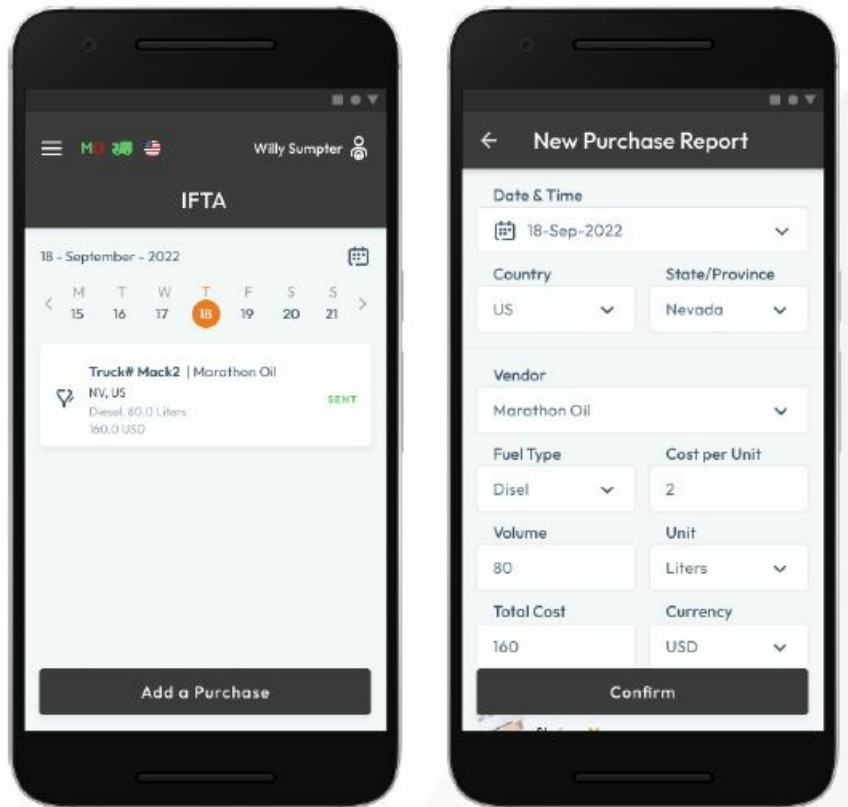 MO
Willy Sumpter
IFTA
18 - September - 2022
M T W T F S S
15 16 17 18 19 20 21
Truck# Mack2 | Marathon Oil
NV, US
SENT
Diesel, 80.0 Liters
160.0 USD
Add a Purchase
New Purchase Report
Date & Time
18-Sep-2022
Country State/Province
US Nevada
Vendor
Marathon Oil
Fuel Type Cost per Unit
Disel 2
Volume Unit
80 Liters
Total Cost Currency
160 USD
Confirm